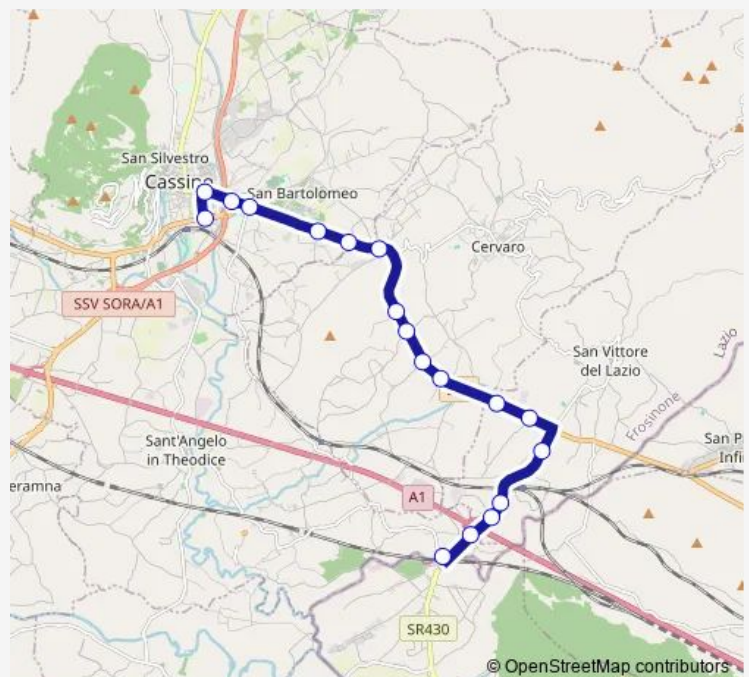 San Silvestro
Cassino
San Bartolomeo
Cervaro
SSV SORA/A1
San Vittore
del Lazio
Lazio
Frosinone
Sant'Angelo
in Theodice
San P
Infi
eramna
A1
SR430
© OpenStreetMap contributors